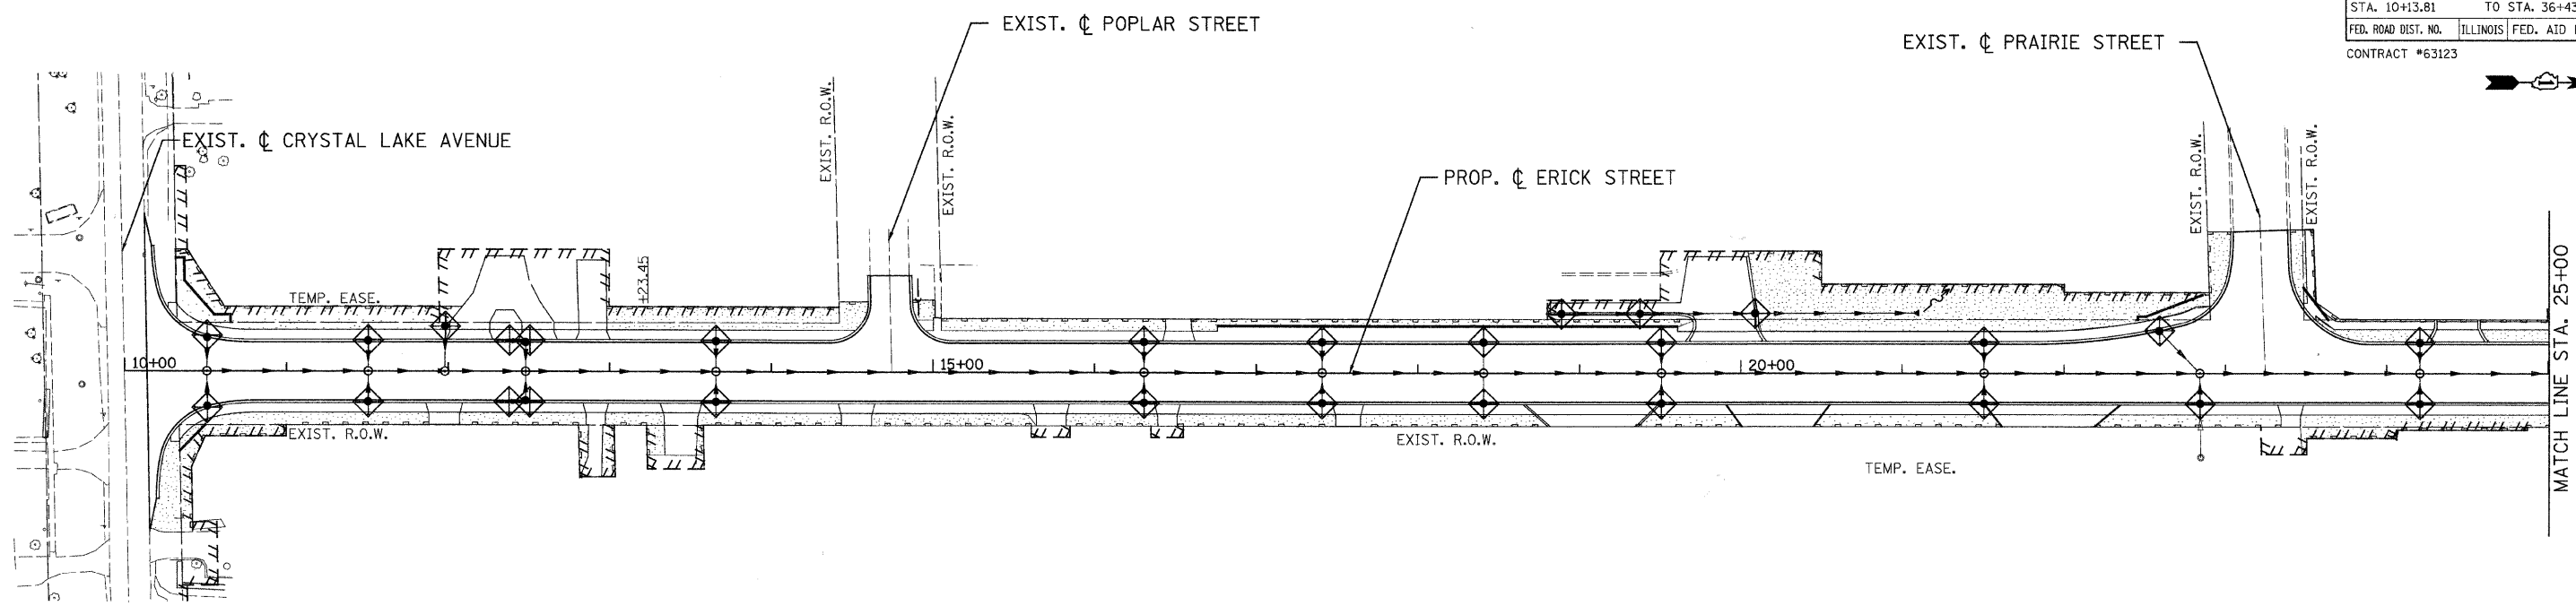 STA. 10+13.81 TO STA. 36+43
FED. ROAD DIST. NO. ILLINOIS FED. AID
CONTRACT #63123
EXIST. ℄ POPLAR STREET
EXIST. ℄ PRAIRIE STREET
EXIST. ℄ CRYSTAL LAKE AVENUE
EXIST. R.O.W.
EXIST. R.O.W.
PROP. ℄ ERICK STREET
EXIST. R.O.W.
EXIST. R.O.W.
TEMP. EASE.
+23.45
10+00
15+00
20+00
MATCH LINE STA. 25+00
EXIST. R.O.W.
EXIST. R.O.W.
TEMP. EASE.